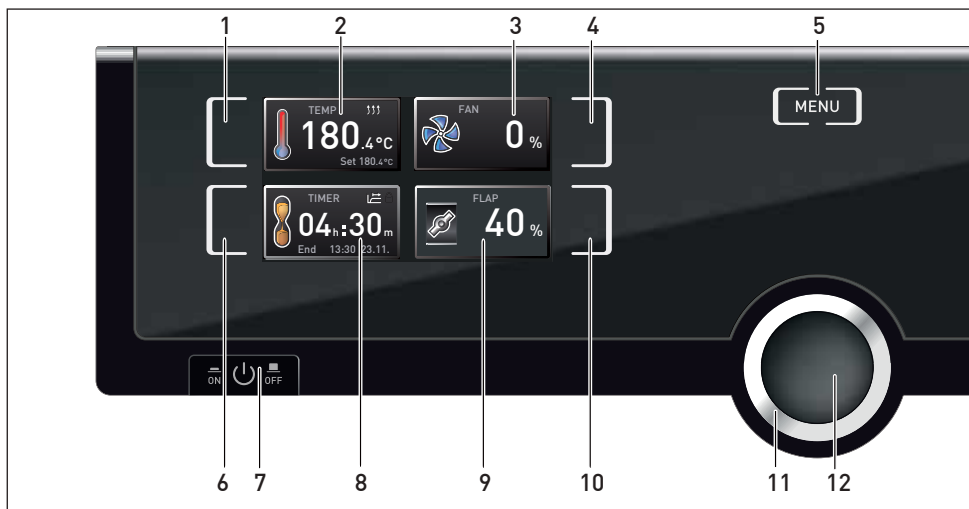 1 2 3 4 5
TEMP
180.4°C
Set 180.4°C
FAN
0 %
MENU
TIMER
04h:30m
End 13:30 23.11.
FLAP
40 %
ON OFF
6 7 8 9 10 11 12